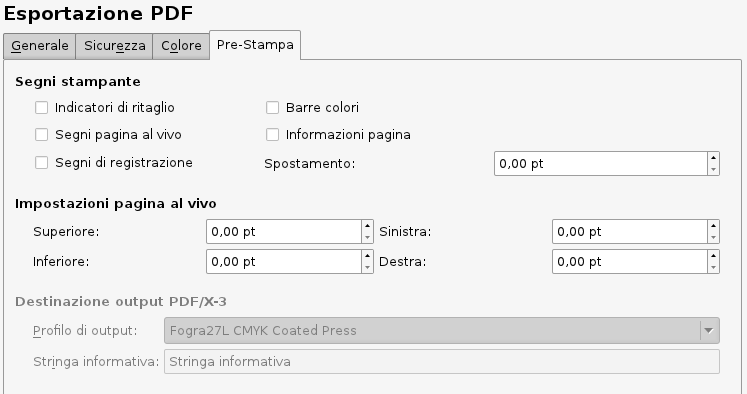 Esportazione PDF
Generale Sicurezza Colore Pre-Stampa
Segni stampante
Indicatori di ritaglio Barre colori
Segni pagina al vivo Informazioni pagina
Segni di registrazione Spostamento: 0,00 pt
Impostazioni pagina al vivo
Superiore: 0,00 pt Sinistra: 0,00 pt
Inferiore: 0,00 pt Destra: 0,00 pt
Destinazione output PDF/X-3
Profilo di output: Fogra27L CMYK Coated Press
Stringa informativa: Stringa informativa